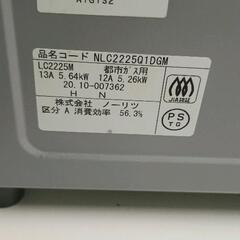 A1G1S2
品名コード NLC2225Q1DGM
LC2225M 都市ガス用
13A 5.64kW 12A 5.26kW
20.10-007362
H N
株式会社 ノーリツ
区分 A 消費効率 56.3%
JIA
PS
TG